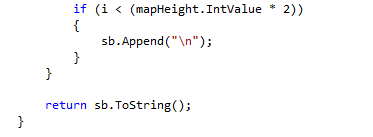 if (i < (mapHeight.IntValue * 2))
{
sb.Append("\n");
}
}
return sb.ToString();
}